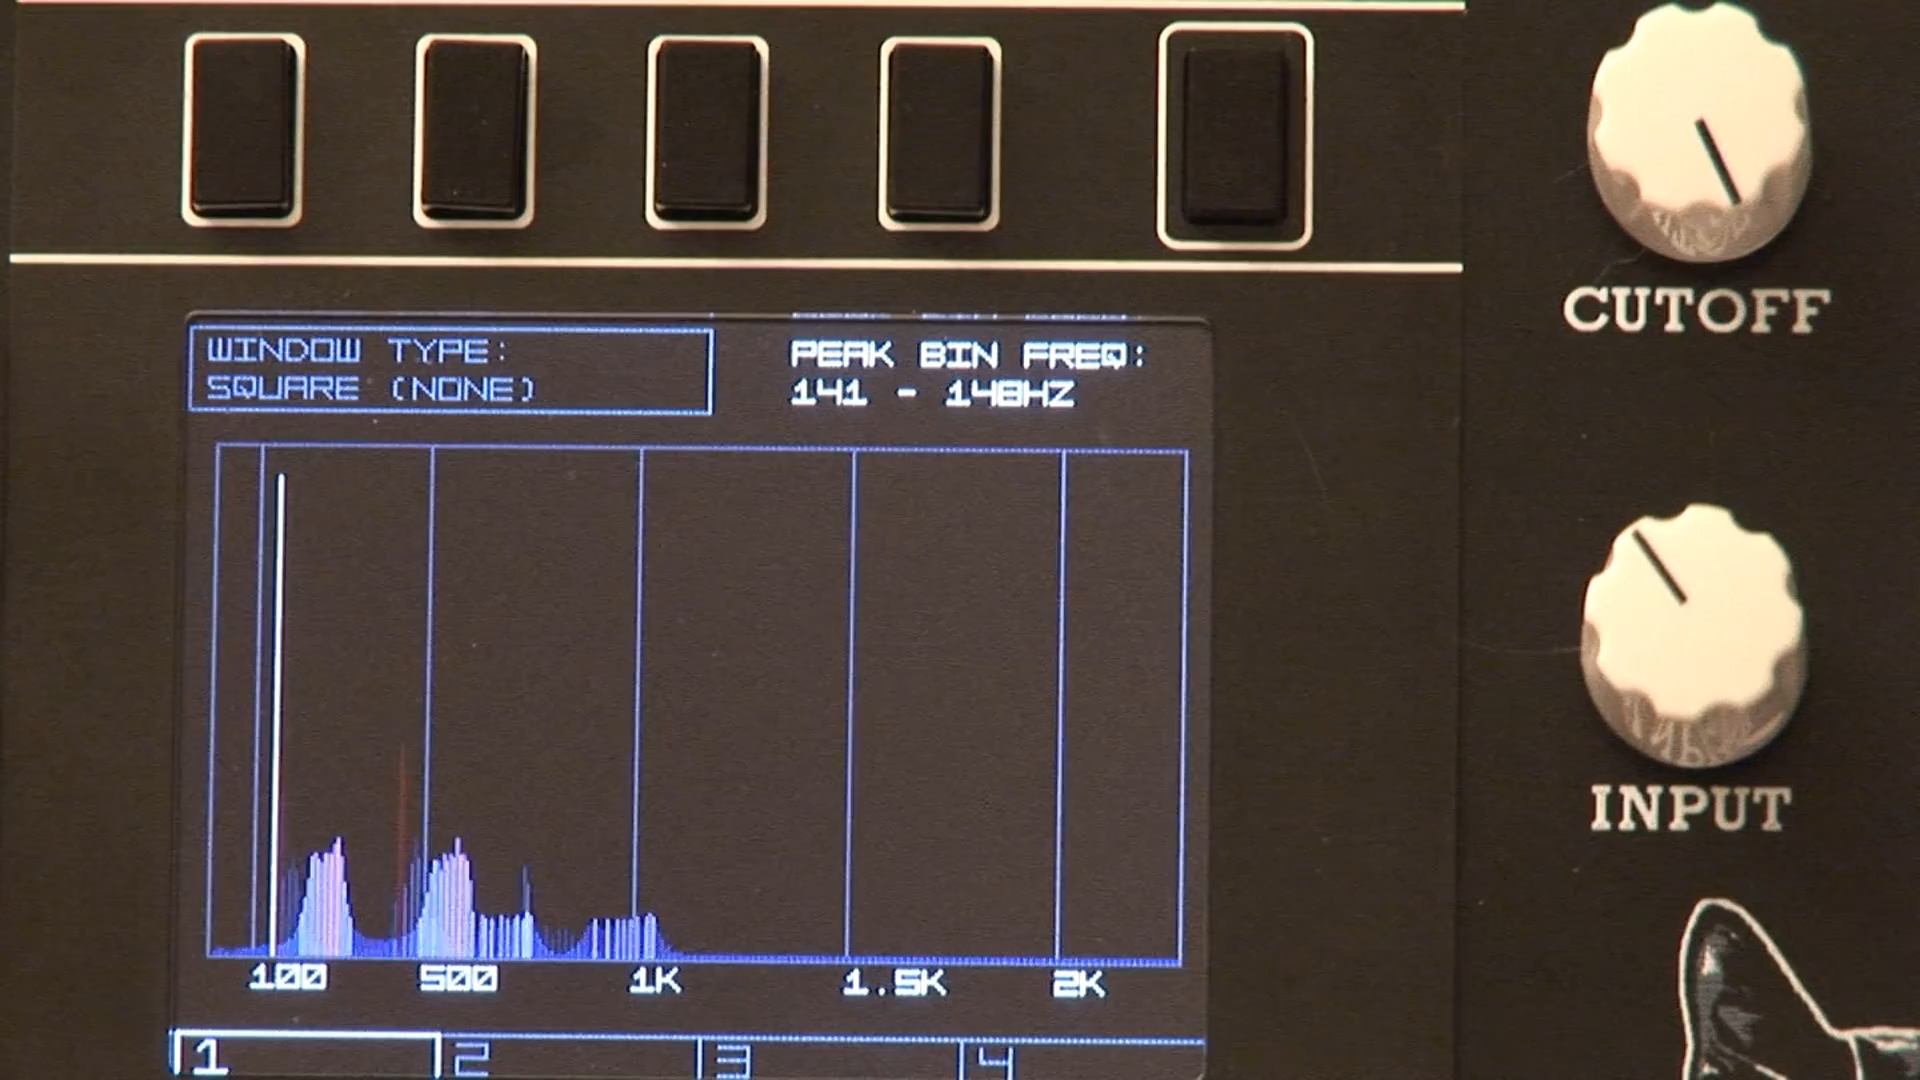 CUTOFF
WINDOW TYPE:
SQUARE (NONE)
PEAK BIN FREQ:
141 - 148HZ
INPUT
100 500 1K 1.5K 2K
1 2 3 4